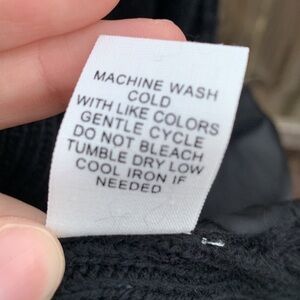 MACHINE WASH
COLD
WITH LIKE COLORS
GENTLE CYCLE
DO NOT BLEACH
TUMBLE DRY LOW
COOL IRON IF
NEEDED